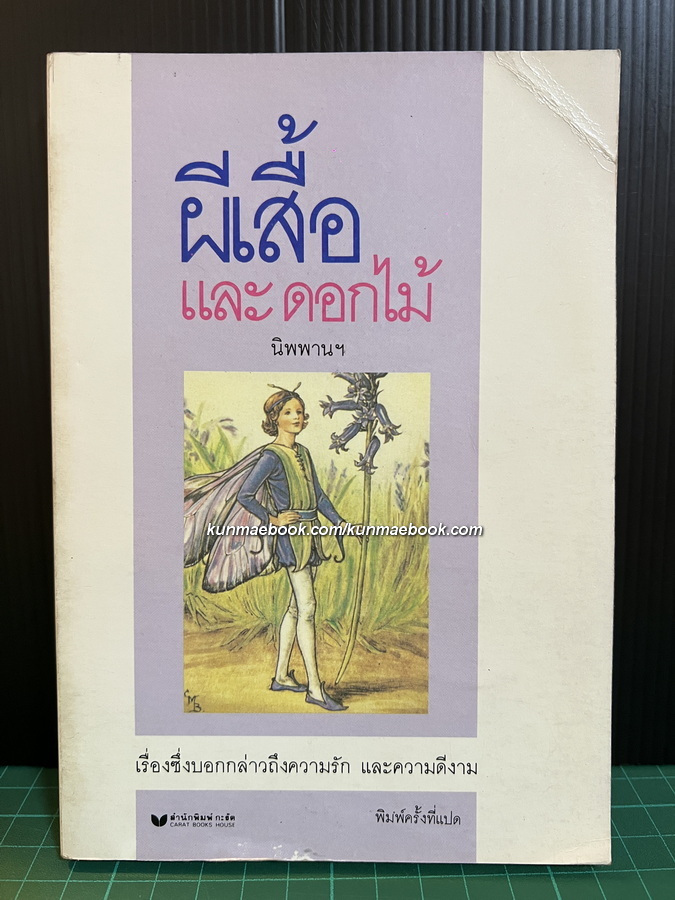 ผีเสื้อ
และ ดอกไม้
นิพพานฯ
kunmaebook.com/kunmaebook.com
CMB
เรื่องซึ่งบอกกล่าวถึงความรัก และความดีงาม
สำนักพิมพ์ กะรัต
CARAT BOOKS HOUSE
พิมพ์ครั้งที่แปด